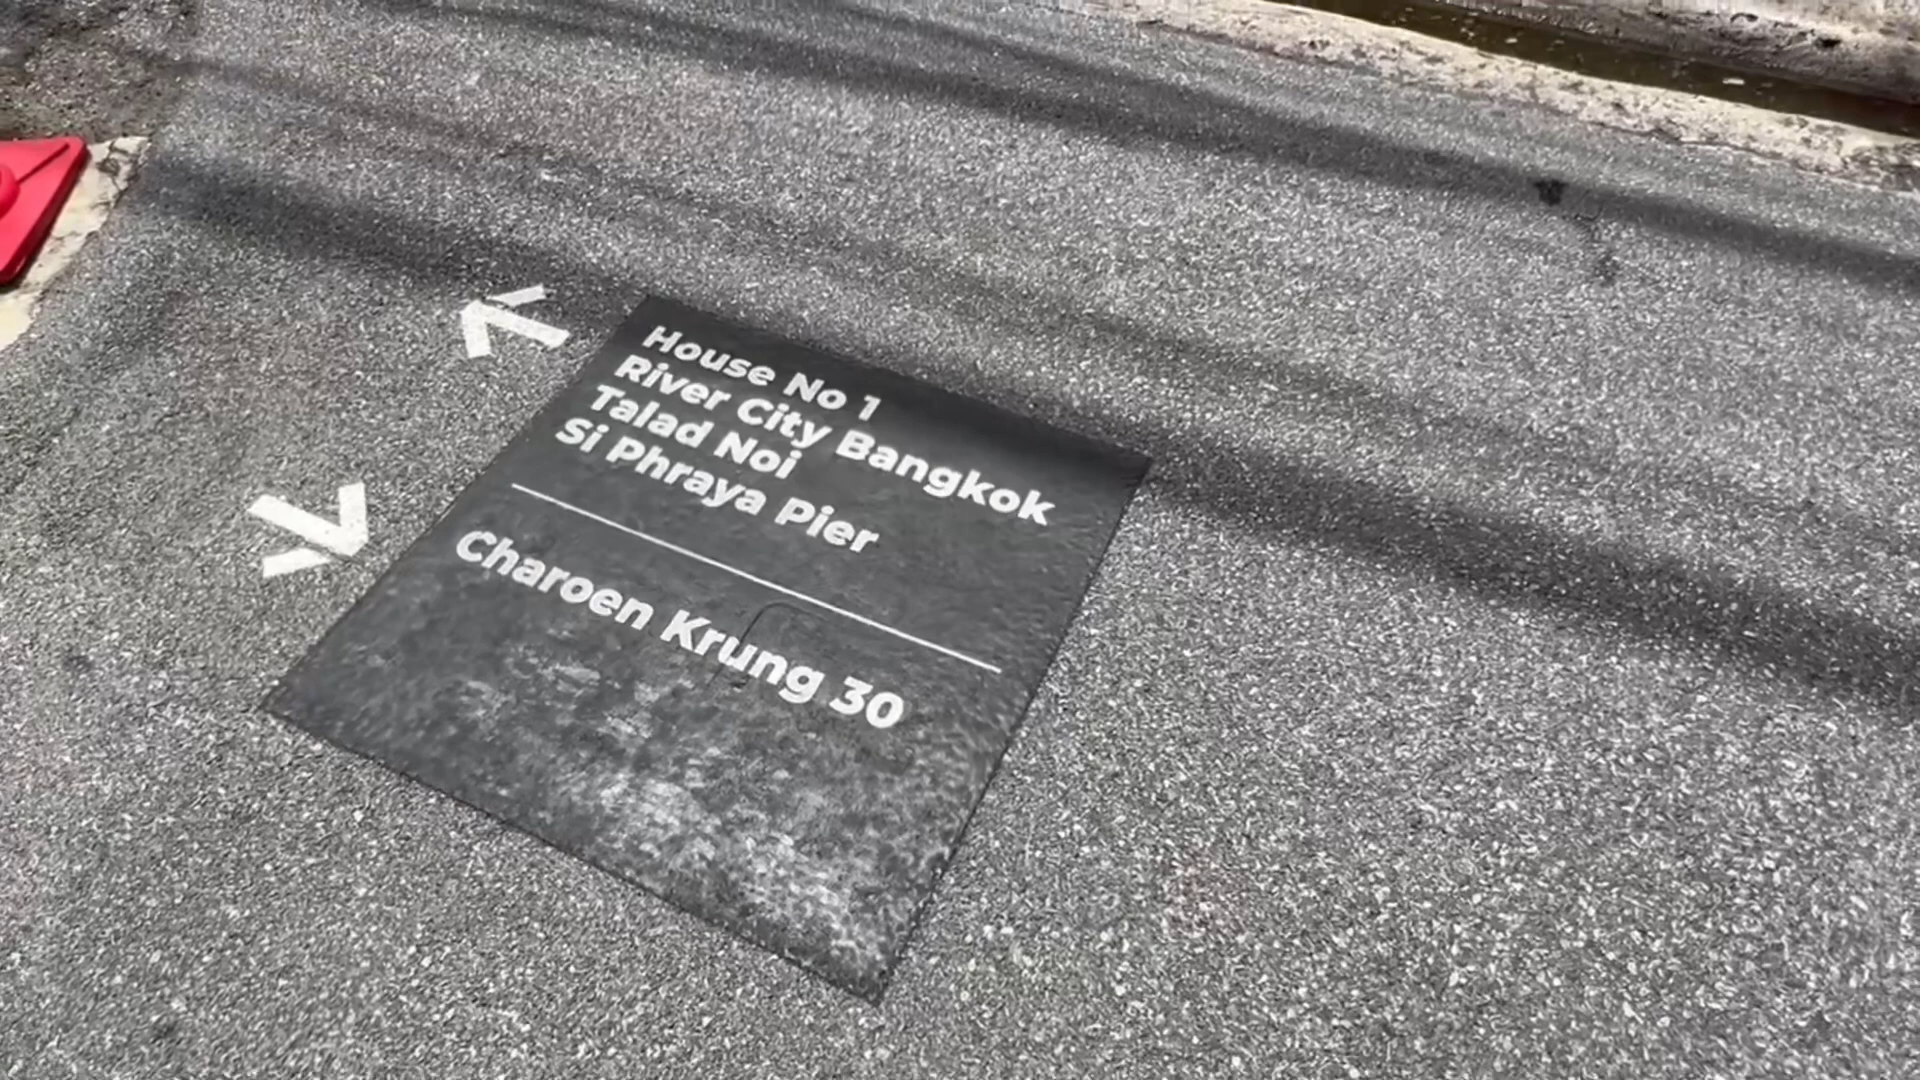 House No 1
River City Bangkok
Talad Noi
Si Phraya Pier
Charoen Krung 30